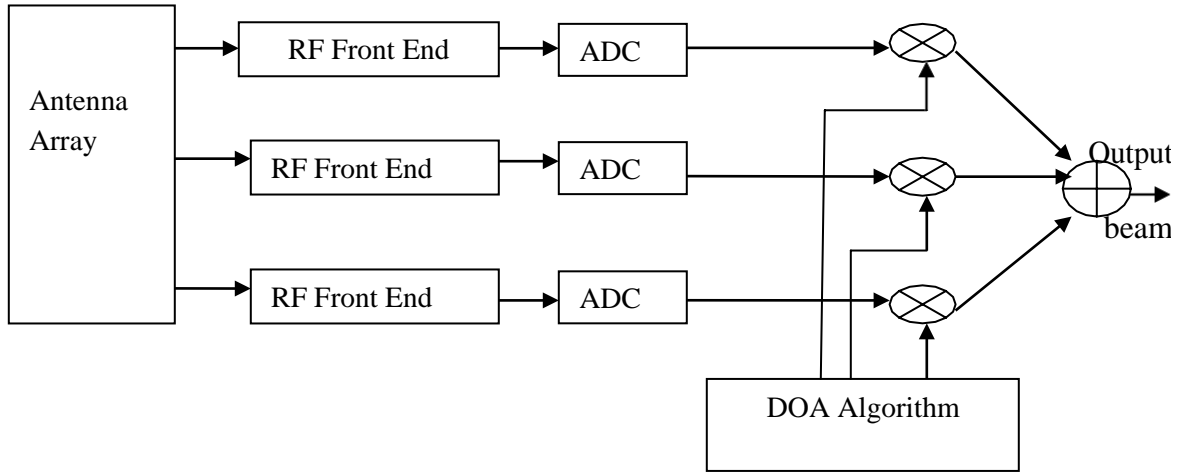 RF Front End
ADC
Antenna
Array
RF Front End
ADC
Output
beam
RF Front End
ADC
DOA Algorithm